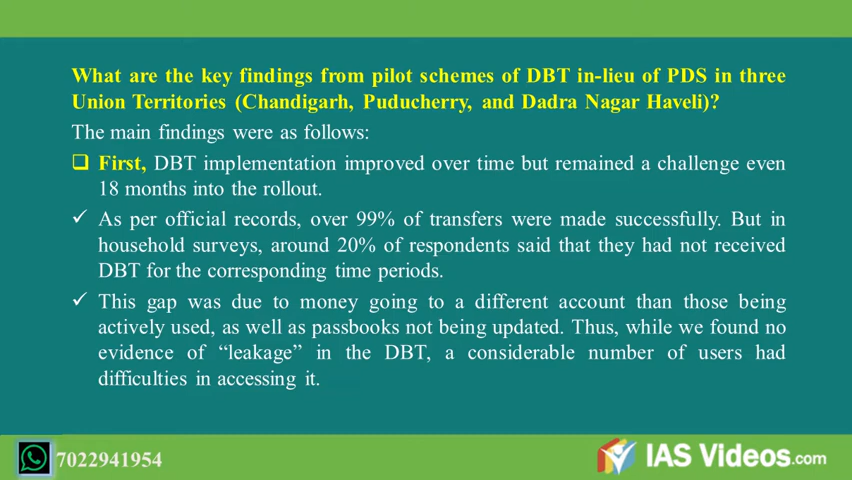 What are the key findings from pilot schemes of DBT in-lieu of PDS in three
Union Territories (Chandigarh, Puducherry, and Dadra Nagar Haveli)?
The main findings were as follows:
First, DBT implementation improved over time but remained a challenge even
18 months into the rollout.
As per official records, over 99% of transfers were made successfully. But in
household surveys, around 20% of respondents said that they had not received
DBT for the corresponding time periods.
This gap was due to money going to a different account than those being
actively used, as well as passbooks not being updated. Thus, while we found no
evidence of “leakage” in the DBT, a considerable number of users had
difficulties in accessing it.
7022941954
IAS Videos.com